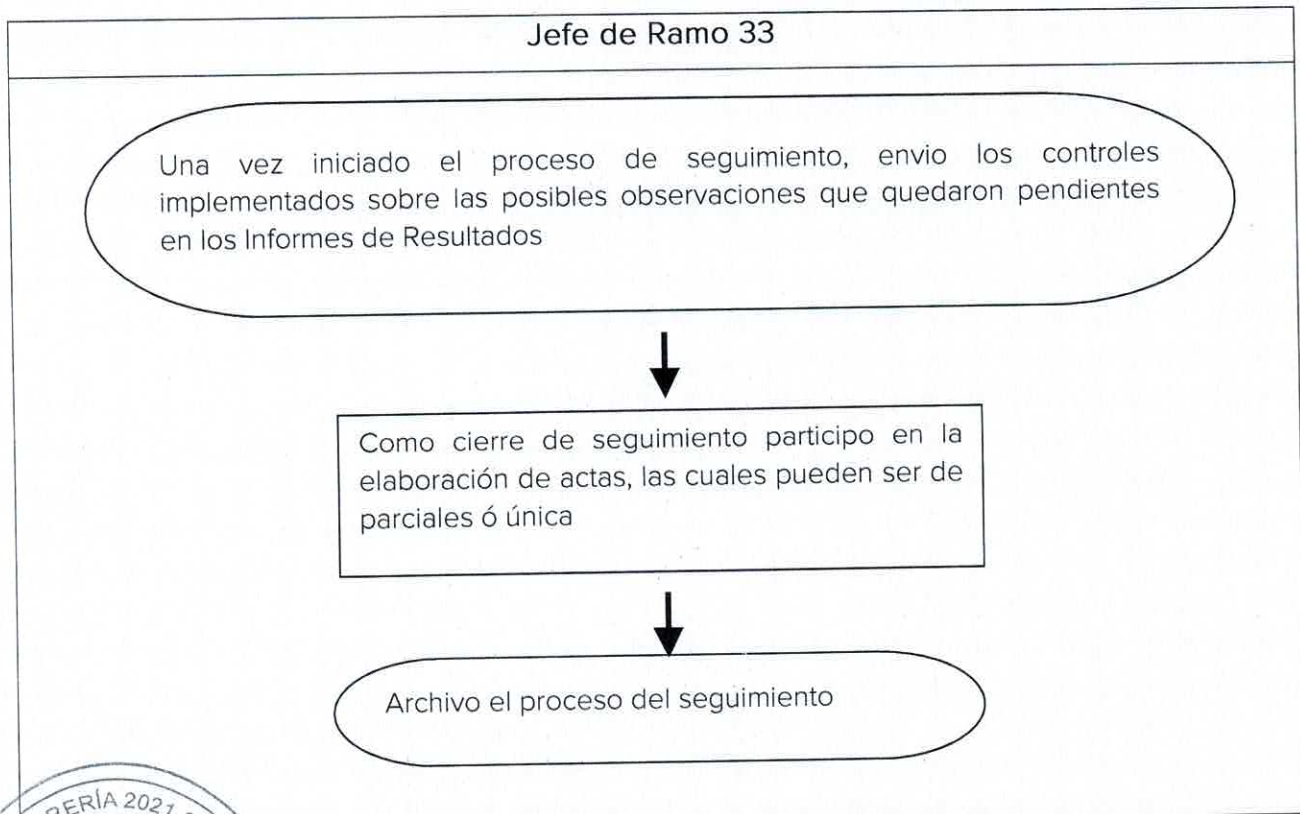 Jefe de Ramo 33
Una vez iniciado el proceso de seguimiento, envio los controles
implementados sobre las posibles observaciones que quedaron pendientes
en los Informes de Resultados
Como cierre de seguimiento participo en la
elaboración de actas, las cuales pueden ser de
parciales ó única
Archivo el proceso del seguimiento
2021